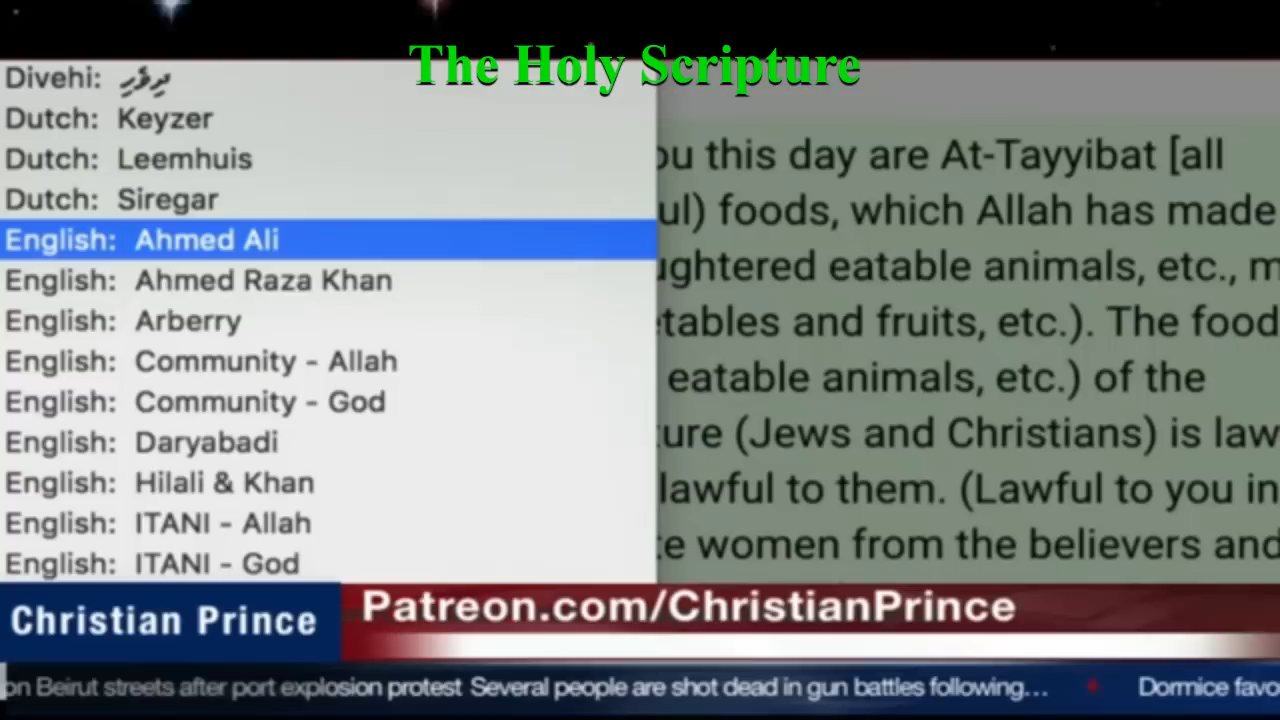 The Holy Scripture
Divehi: ދިވެހި
Dutch: Keyzer
Dutch: Leemhuis
Dutch: Siregar
English: Ahmed Ali
English: Ahmed Raza Khan
English: Arberry
English: Community - Allah
English: Community - God
English: Daryabadi
English: Hilali & Khan
English: ITANI - Allah
English: ITANI - God
ou this day are At-Tayyibat [all
ul) foods, which Allah has made
ughtered eatable animals, etc., m
etables and fruits, etc.). The food
eatable animals, etc.) of the
ture (Jews and Christians) is law
lawful to them. (Lawful to you in
te women from the believers and
Christian Prince
Patreon.com/ChristianPrince
on Beirut streets after port explosion protest Several people are shot dead in gun battles following... Dormice favo